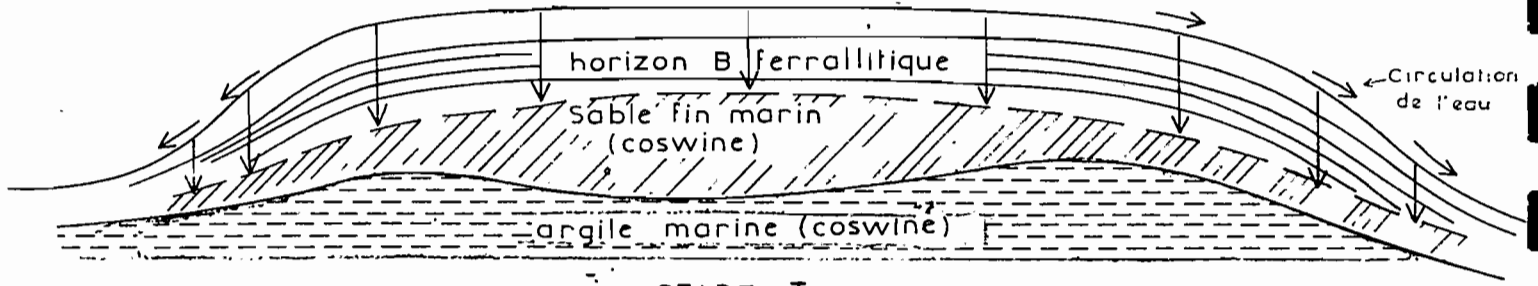 horizon B ferrallitique
Circulation
de l'eau
Sable fin marin
(coswine)
argile marine (coswine)